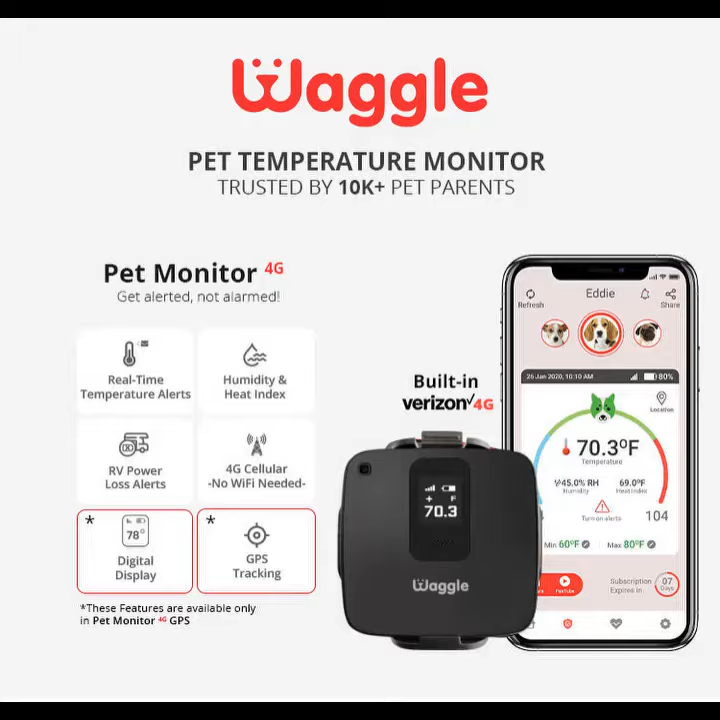 Waggle
PET TEMPERATURE MONITOR
TRUSTED BY 10K+ PET PARENTS
Pet Monitor 4G
Get alerted, not alarmed!
Real-Time
Temperature Alerts
Humidity &
Heat Index
RV Power
Loss Alerts
4G Cellular
-No WiFi Needed-
*
78°
Digital
Display
*
GPS
Tracking
*These Features are available only
in Pet Monitor 4G GPS
Built-in
verizon✓4G
+ F
70.3
Waggle
Eddie
Refresh
Share
26 Jan 2020, 10:10 AM
80%
Location
70.3°F
Temperature
45.0% RH
Humidity
69.0°F
Heat Index
Turn on alerts
104
Min 60°F
Max 80°F
YouTube
Subscription
Expires in
07
Days